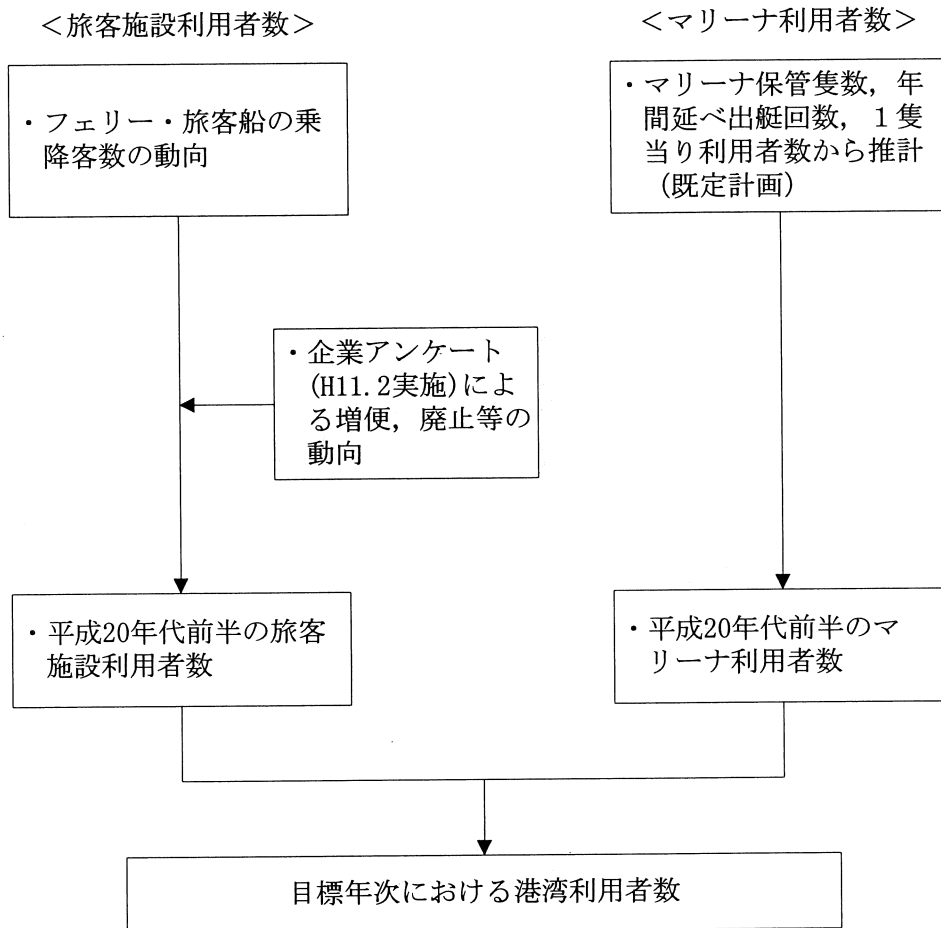 ＜旅客施設利用者数＞
・フェリー・旅客船の乗
降客数の動向
・企業アンケート
(H11.2実施)によ
る増便，廃止等の
動向
・平成20年代前半の旅客
施設利用者数
＜マリーナ利用者数＞
・マリーナ保管隻数，年
間延べ出艇回数，１隻
当り利用者数から推計
(既定計画)
・平成20年代前半のマ
リーナ利用者数
目標年次における港湾利用者数